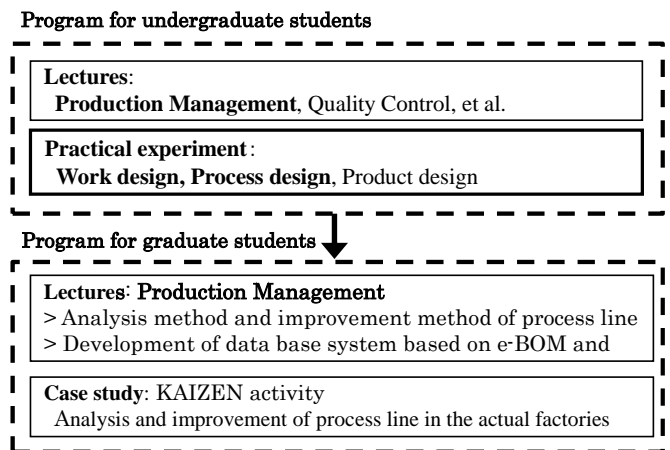 Program for undergraduate students
Lectures:
Production Management, Quality Control, et al.
Practical experiment:
Work design, Process design, Product design
Program for graduate students
Lectures: Production Management
> Analysis method and improvement method of process line
> Development of data base system based on e-BOM and
Case study: KAIZEN activity
Analysis and improvement of process line in the actual factories